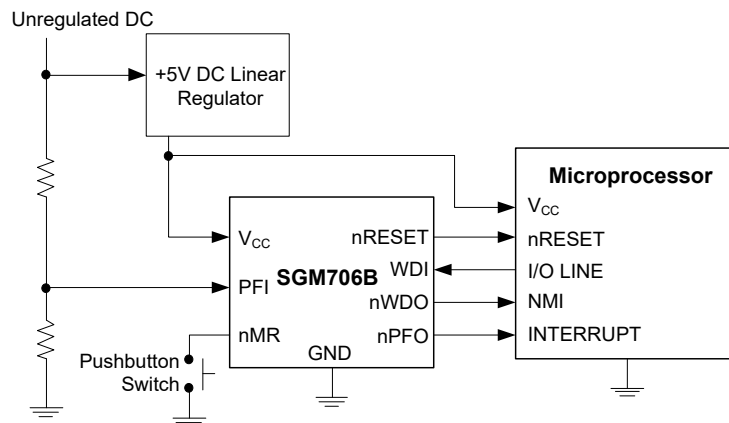 Unregulated DC
+5V DC Linear
Regulator
Microprocessor
VCC
nRESET
I/O LINE
NMI
INTERRUPT
SGM706B
VCC
PFI
nMR
GND
nRESET
WDI
nWDO
nPFO
Pushbutton
Switch